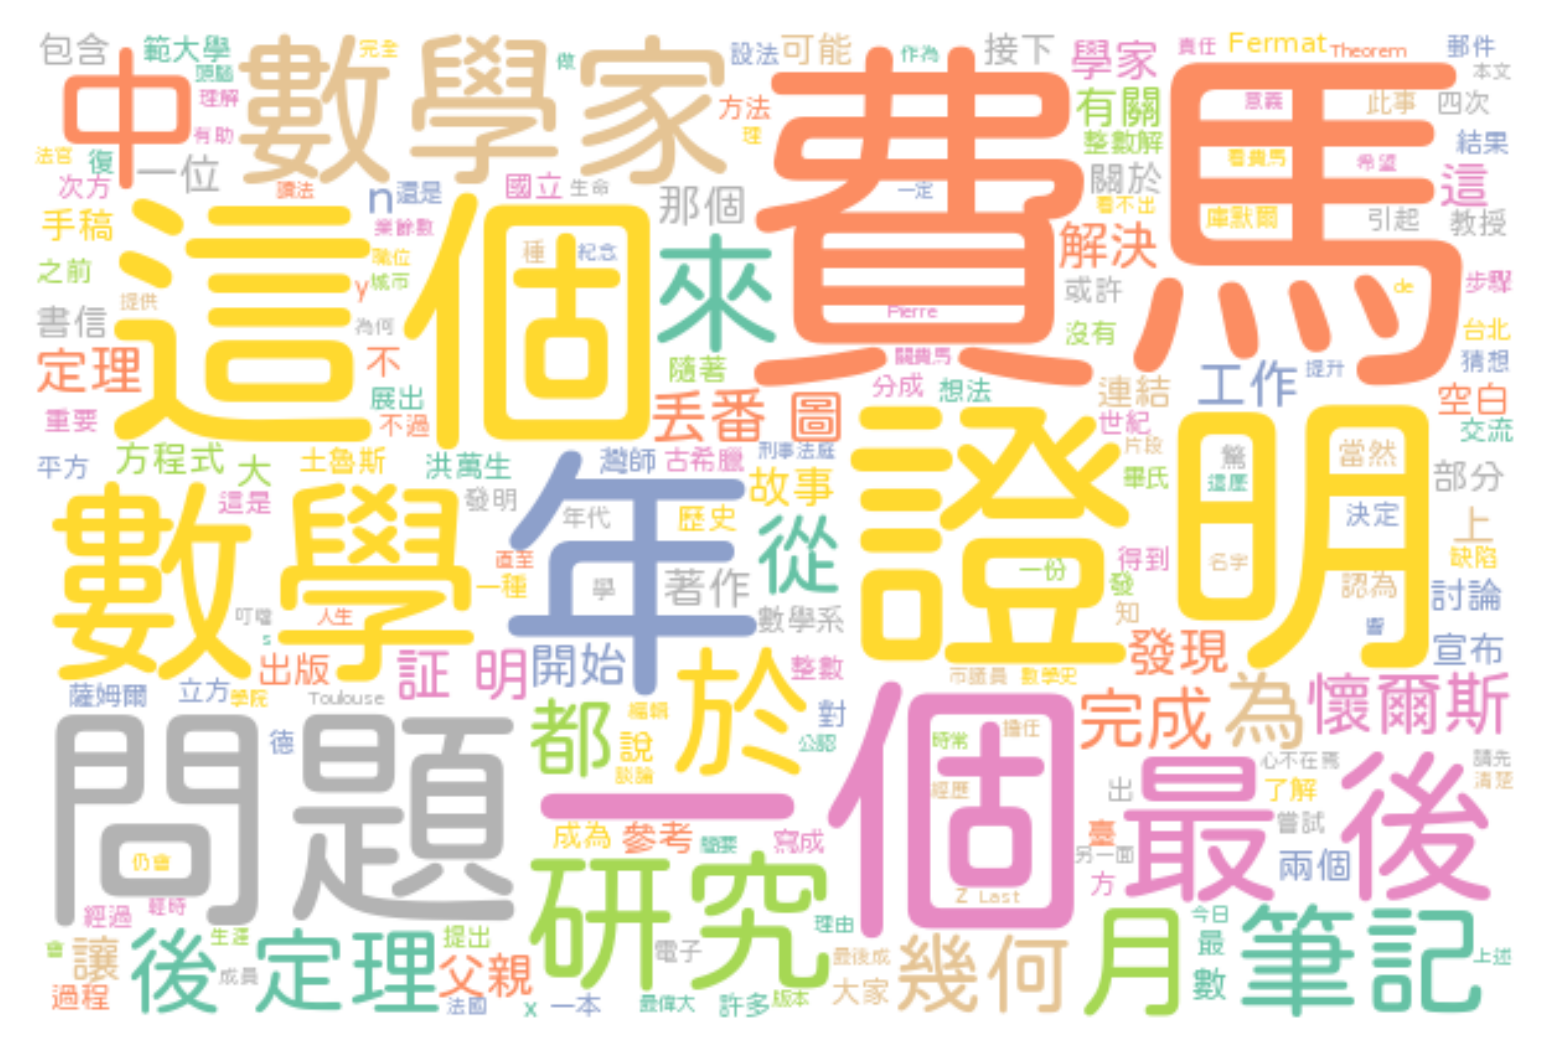 包含 範大學 數學家 完全 做 設法 可能 作為 接下 學家 責任 Fermat Theorem 郵件
中 頭腦 理解 有助 方法 理 費馬 有關 意義 此事 四次 本文
法官 復 一位 整數解 看費馬 希望 結果
次方 讀法 n 還是 國立 生命 那個 一定 關於 看不出 庫默爾 引起 這 教授
手稿 業餘數 這個 種 紀念 來 解決
之前 職位 城市 提供 y 或許 de 步驟
書信 為何 Pierre 沒有 台北
定理 不 隨著 關費馬 分成 想法 連結 工作 提升 猜想
重要 展出 不過 丟番 圖 世紀 空白 交流
平方 方程式 大 土魯斯 洪萬生 灣師 古希臘 刑事法庭 證明 片段 畢氏 篤 這麼 當然 部分
數學 這是 發明 年 年代 歷史 故事 從 決定 上
直至 一種 學 著作 一份 得到 發 名字 認為 缺陷 討論
叮噹 s 人生 數學系 知 響
出版 証 明 開始 於 整數 發現 宣布
薩姆爾 立方 學院 Toulouse 市議員 數學史 完成 為 懷爾斯
問題 德 都 編輯 說 談論 對 公認 一個 時常 擔任 經歷 心不在焉 請先 清楚
仍會 一 成為 參考 簡要 寫成 出 最後 了解 嘗試
臺 另一面 方 兩個
經過 輕時 研究 理由 Z Last 幾何 月 今日 筆記
會 讓 後 定理 生涯 提出 電子 最後成 最 上述
過程 成員 父親 法國 x 一本 最偉大 許多 版本 大家 數